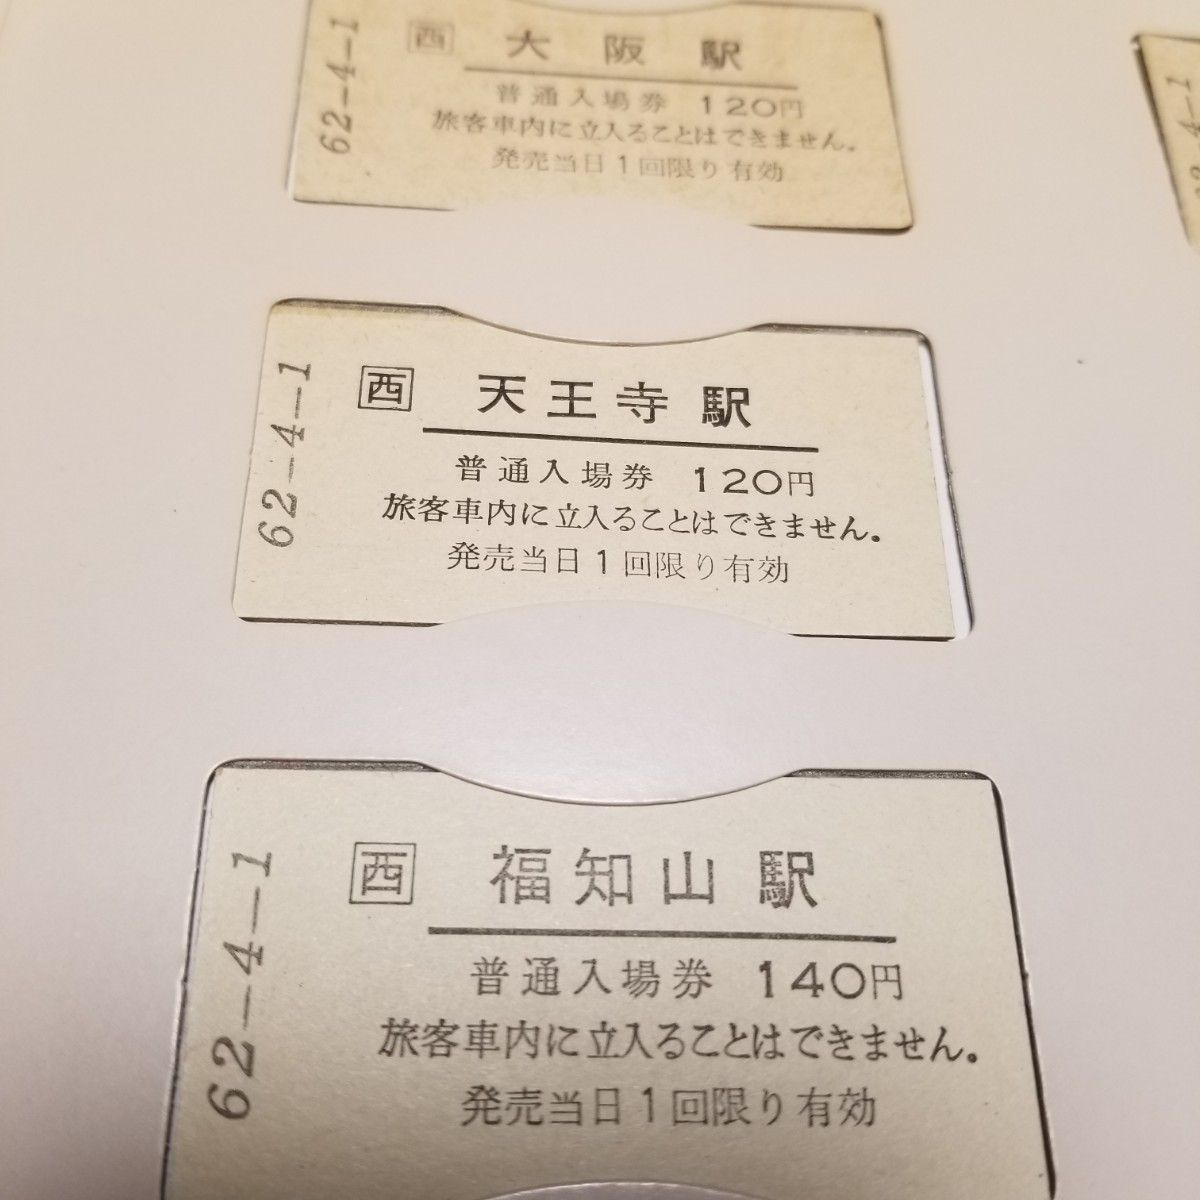 62-4-1
西 大阪駅
普通入場券 120円
旅客車内に立入ることはできません。
発売当日1回限り有効
62-4-1
西 天王寺駅
普通入場券 120円
旅客車内に立入ることはできません。
発売当日1回限り有効
62-4-1
西 福知山駅
普通入場券 140円
旅客車内に立入ることはできません。
発売当日1回限り有効